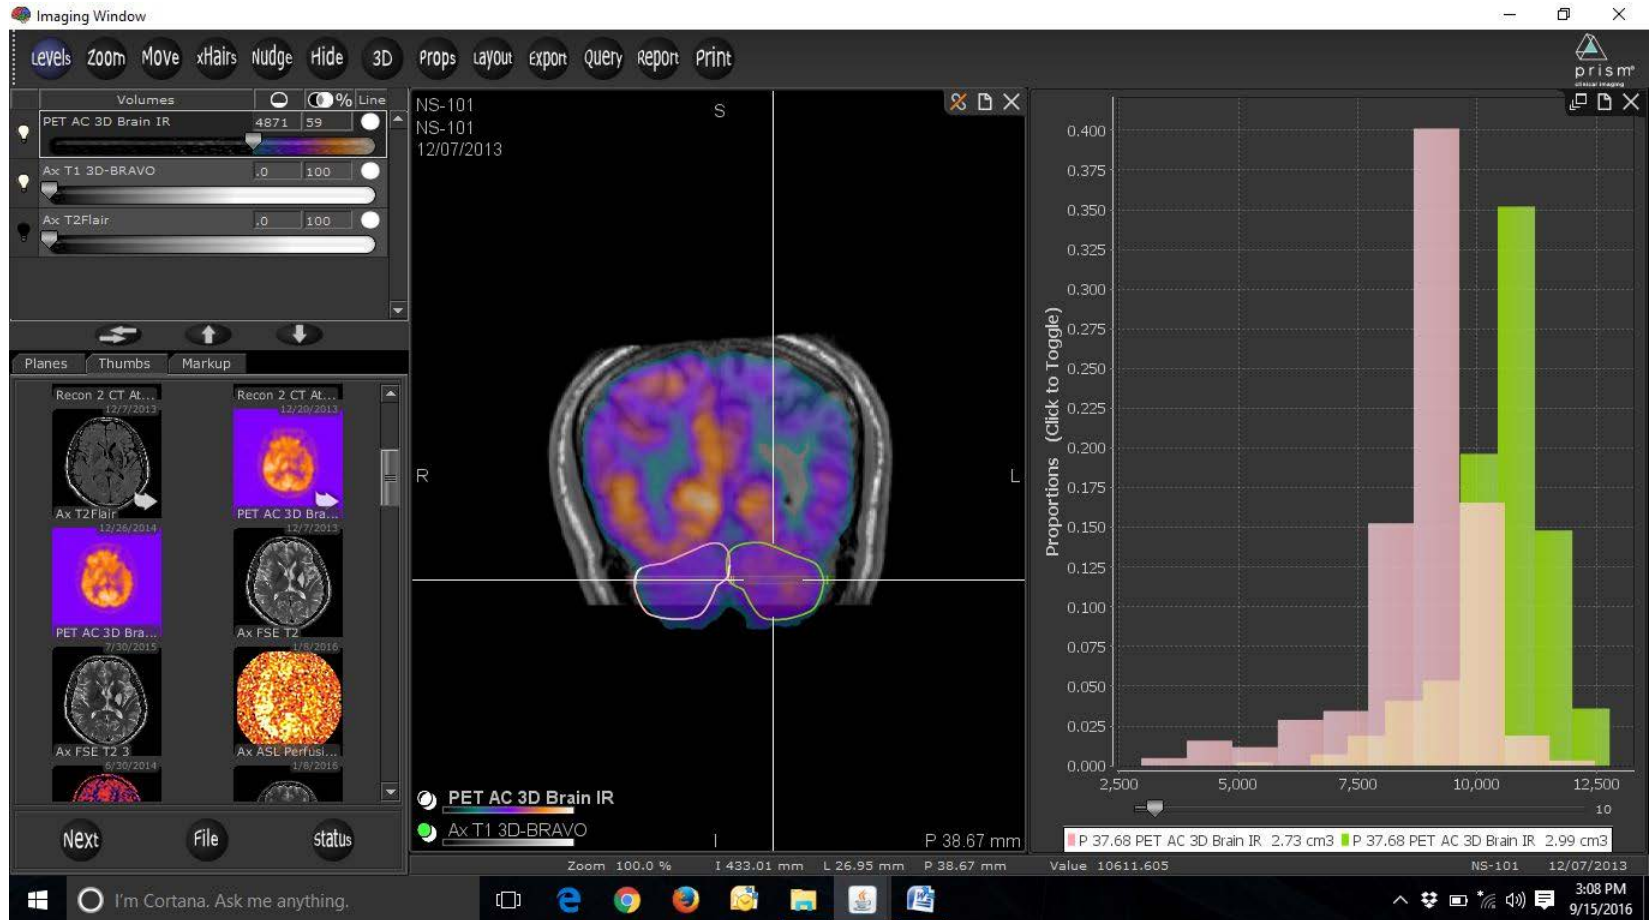 Imaging Window
Levels Zoom Move xHairs Nudge Hide 3D Props Layout Export Query Report Print
prism
clinical imaging
Volumes % Line
PET AC 3D Brain IR 4871 59
Ax T1 3D-BRAVO .0 100
Ax T2Flair .0 100
Planes Thumbs Markup
Recon 2 CT At... Recon 2 CT At...
12/7/2013 12/20/2013
Ax T2Flair PET AC 3D Bra...
12/26/2014 12/7/2013
PET AC 3D Bra... Ax FSE T2
7/30/2015 1/8/2016
Ax FSE T2 3 Ax ASL Perfusi...
6/30/2014 1/8/2016
Next File Status
NS-101
NS-101
12/07/2013
S
R
L
I
PET AC 3D Brain IR
Ax T1 3D-BRAVO
P 38.67 mm
Proportions (Click to Toggle)
0.400
0.375
0.350
0.325
0.300
0.275
0.250
0.225
0.200
0.175
0.150
0.125
0.100
0.075
0.050
0.025
0.000
2,500 5,000 7,500 10,000 12,500
10
P 37.68 PET AC 3D Brain IR 2.73 cm3 P 37.68 PET AC 3D Brain IR 2.99 cm3
Zoom 100.0 % I 433.01 mm L 26.95 mm P 38.67 mm Value 10611.605 NS-101 12/07/2013
I'm Cortana. Ask me anything.
3:08 PM
9/15/2016